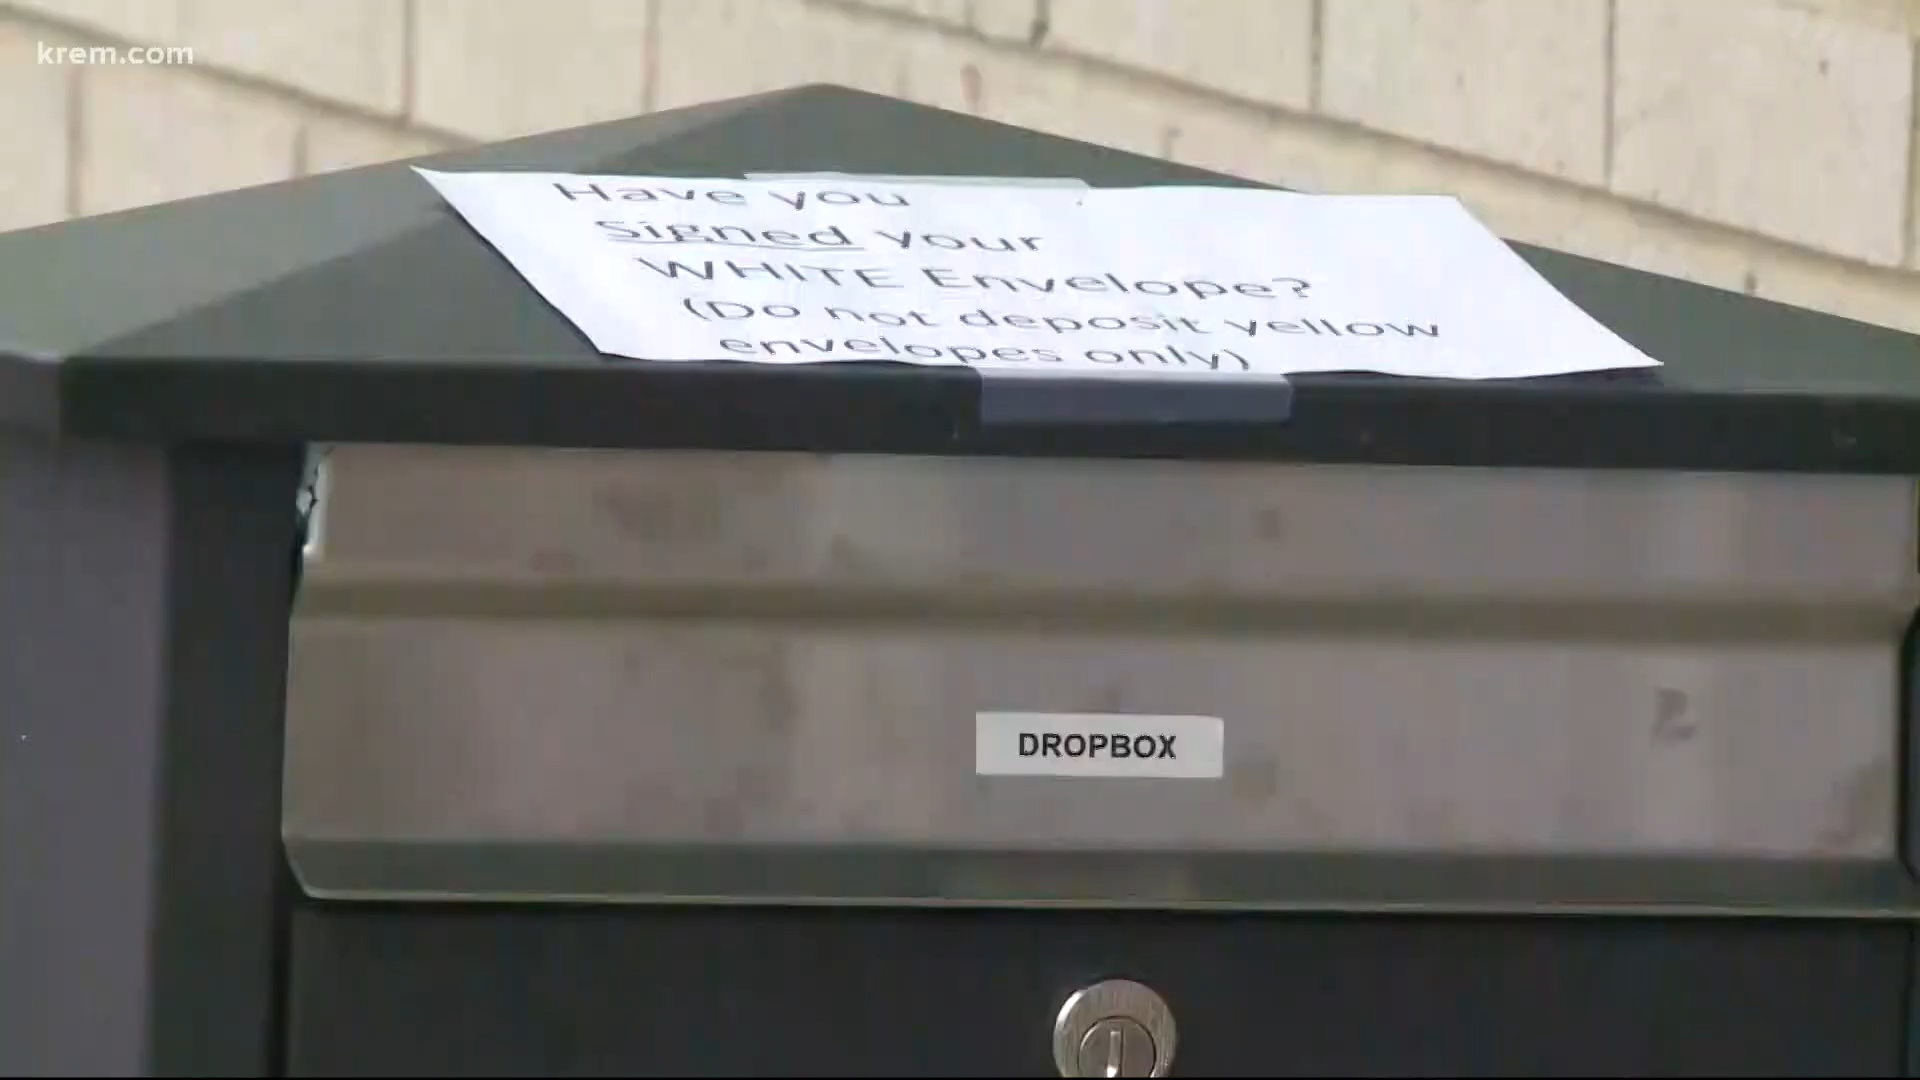 krem.com
Have you
Signed your
WHITE Envelope?
(Do not deposit yellow
envelopes only)
DROPBOX